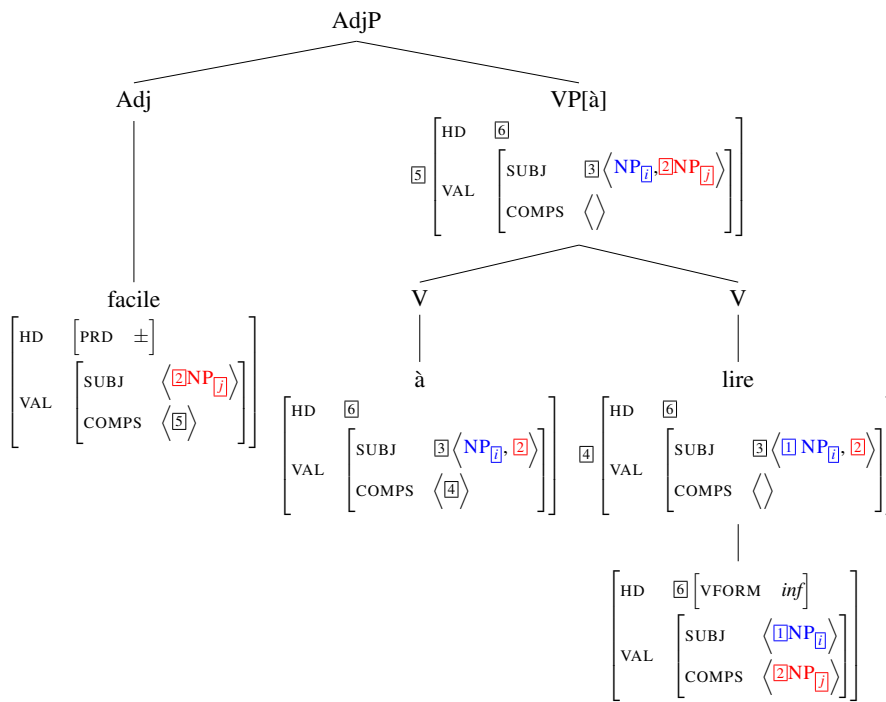 AdjP
Adj VP[à]
HD 6
5 VAL SUBJ 3 ⟨NP i, 2 NP j⟩
COMPS ⟨⟩
facile V V
HD [PRD ±]
VAL SUBJ ⟨2 NP j⟩
COMPS ⟨5⟩
à lire
HD 6
VAL SUBJ 3 ⟨NP i, 2⟩
COMPS ⟨4⟩
4 HD 6
VAL SUBJ 3 ⟨1 NP i, 2⟩
COMPS ⟨⟩
HD 6 [VFORM inf]
VAL SUBJ ⟨1 NP i⟩
COMPS ⟨2 NP j⟩